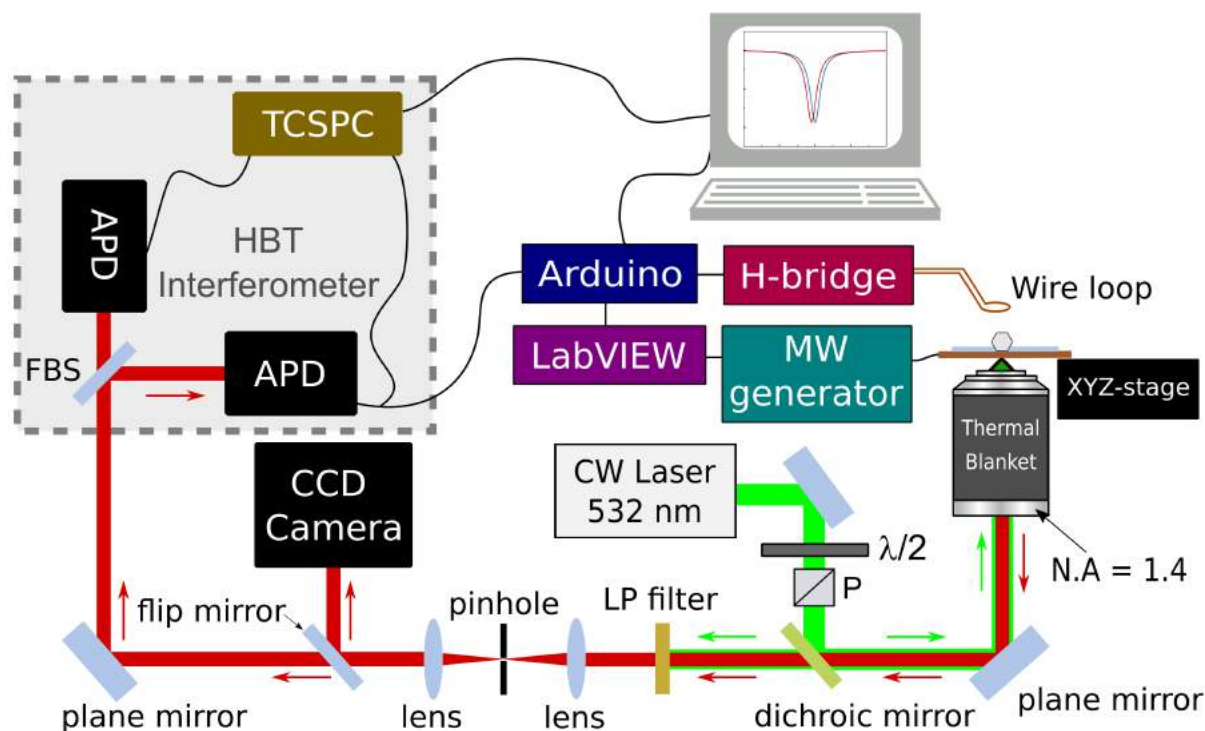 TCSPC
APD
HBT
Interferometer
FBS
APD
Arduino
H-bridge
Wire loop
LabVIEW
MW
generator
XYZ-stage
Thermal
Blanket
CCD
Camera
CW Laser
532 nm
λ/2
P
N.A = 1.4
flip mirror
pinhole
LP filter
plane mirror
lens
lens
dichroic mirror
plane mirror